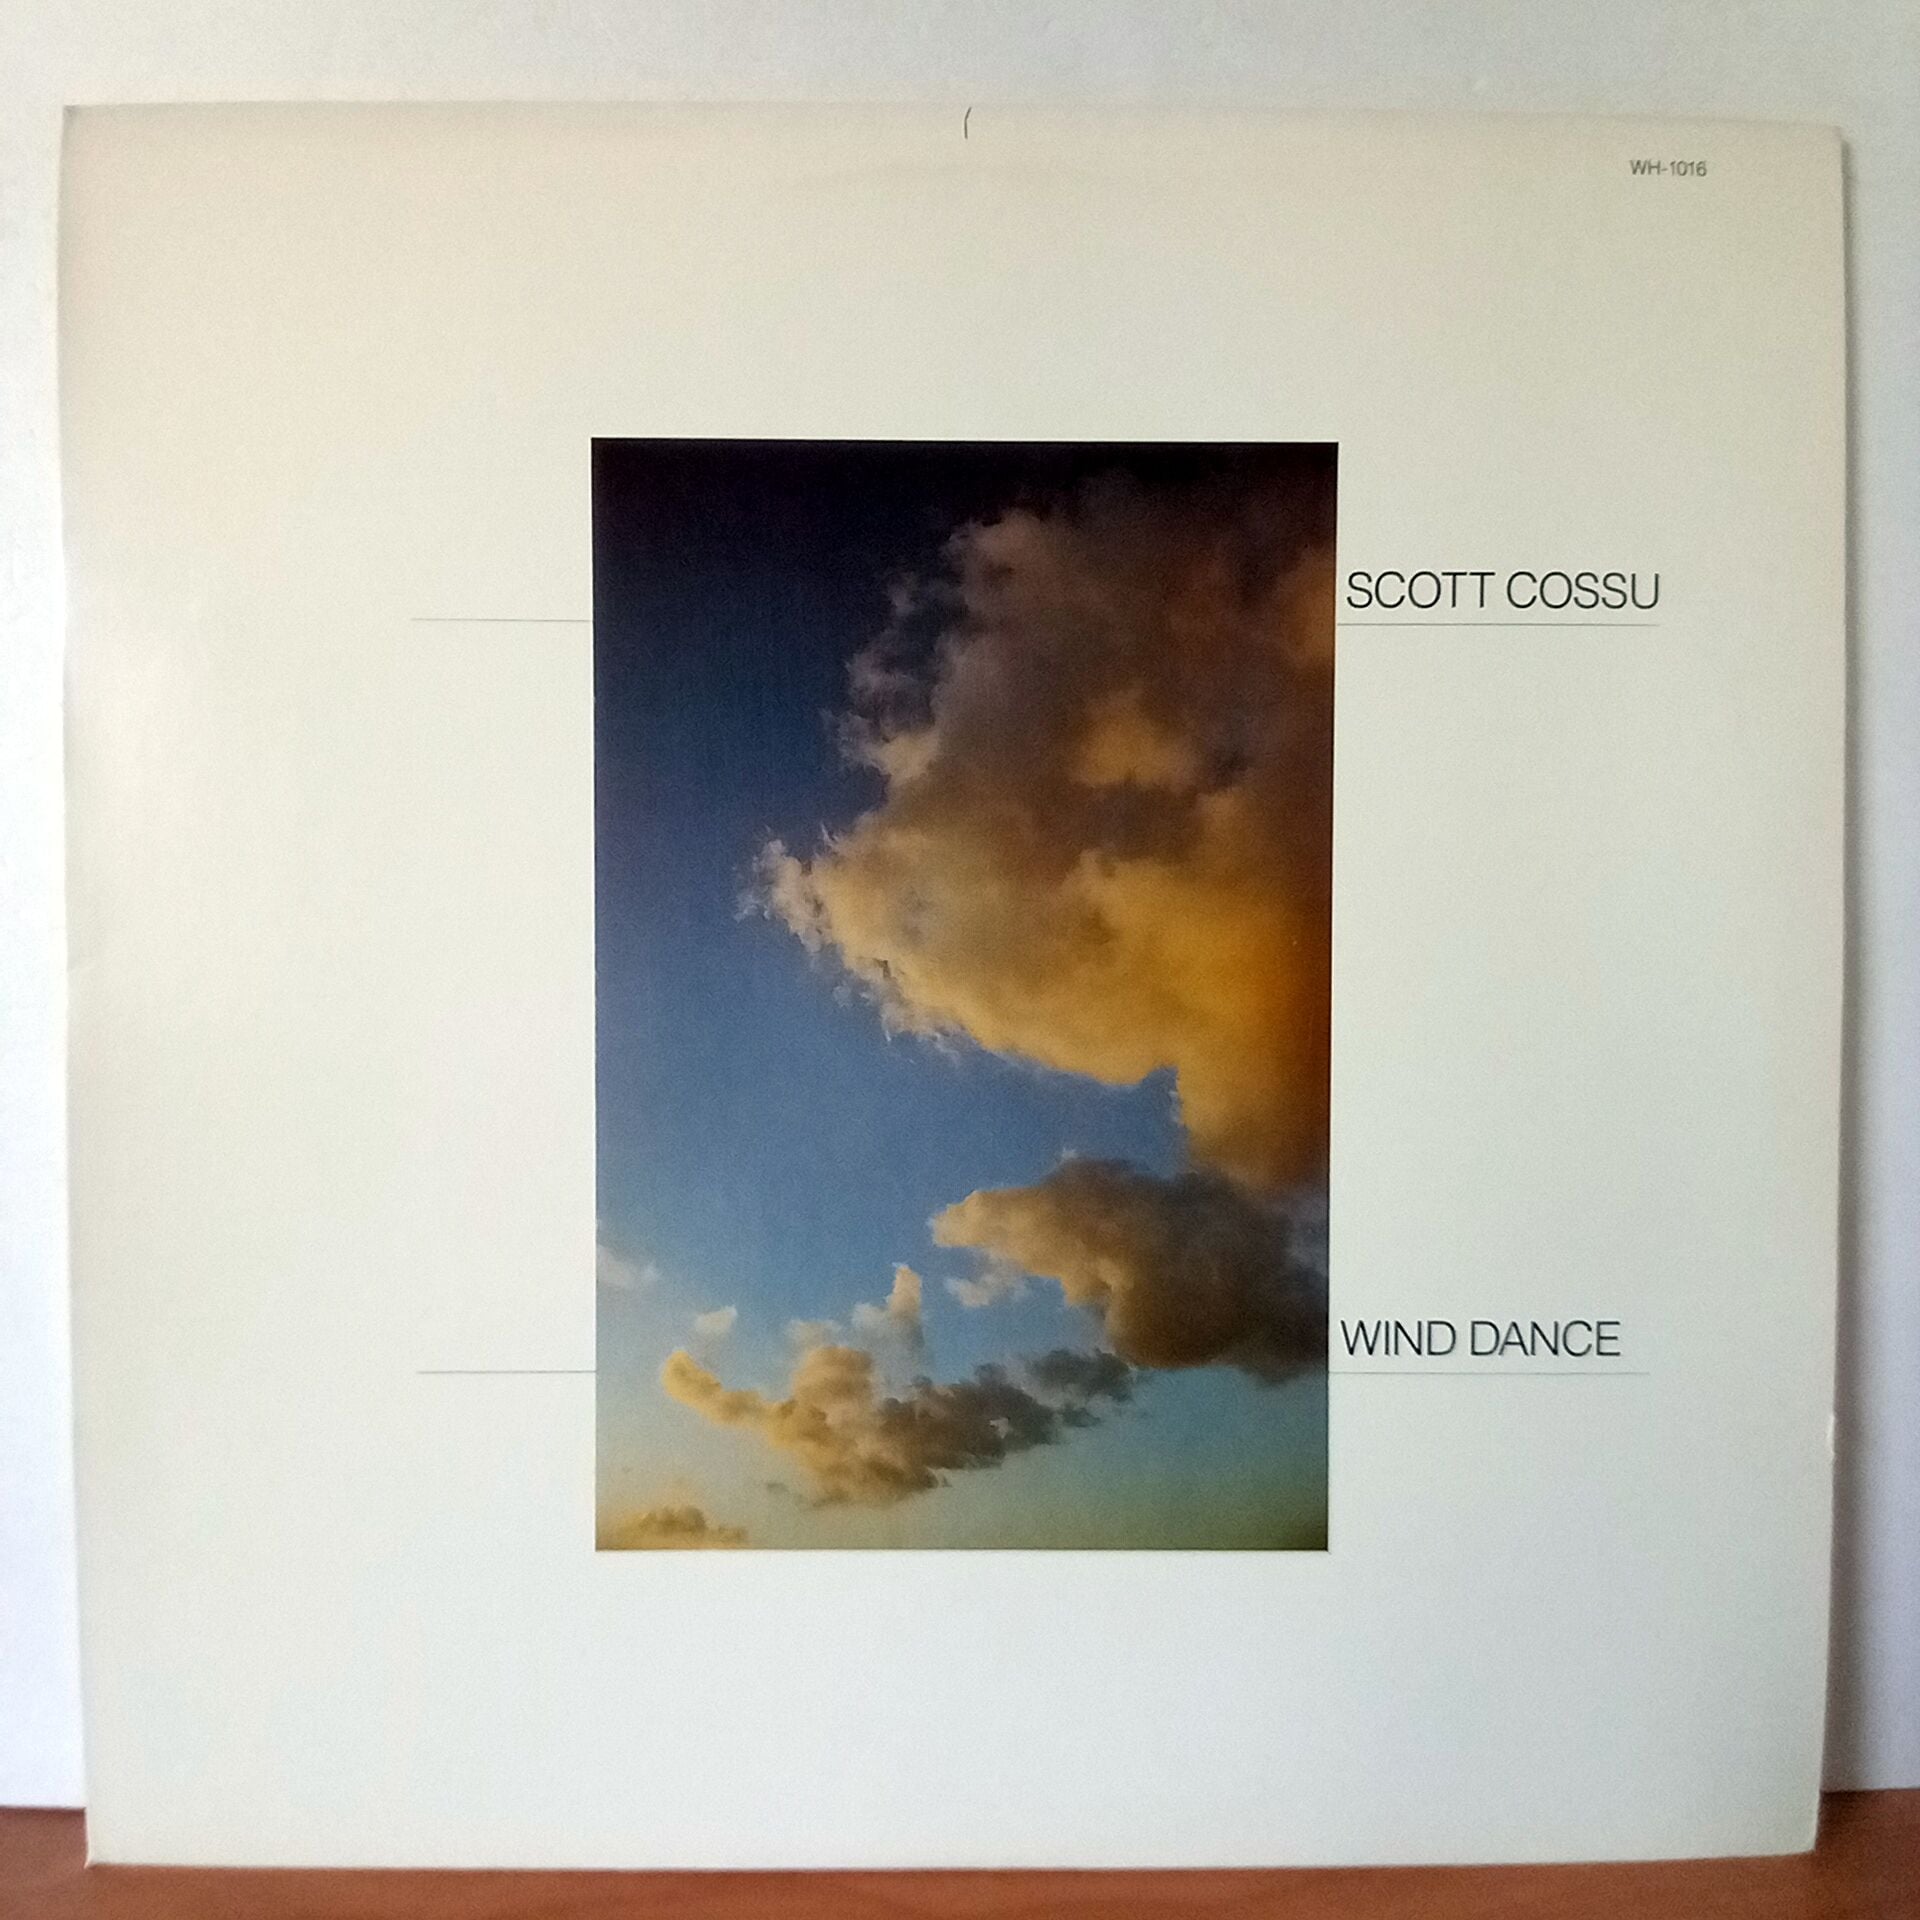 WH-1016
SCOTT COSSU
WIND DANCE